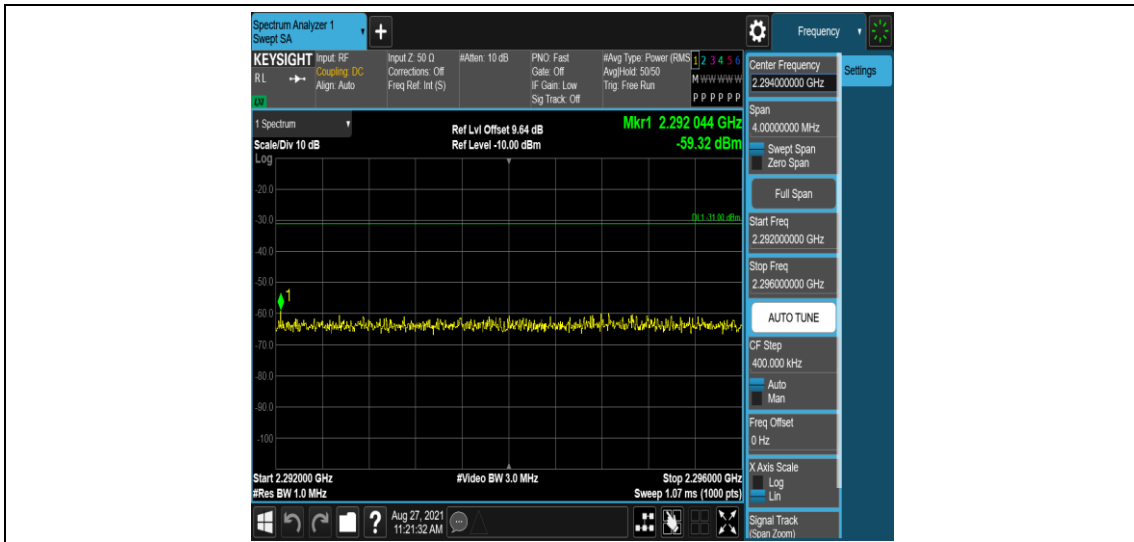 Spectrum Analyzer 1
Swept SA
+
Frequency
KEYSIGHT
RL
LM
Input: RF
Coupling: DC
Align: Auto
Input Z: 50 Ω
Corrections: Off
Freq Ref: Int (S)
#Atten: 10 dB
PNO: Fast
Gate: Off
IF Gain: Low
Sig Track: Off
#Avg Type: Power (RMS
Avg|Hold: 50/50
Trig: Free Run
1 2 3 4 5 6
M W W W W W
P P P P P P
Center Frequency
2.294000000 GHz
Settings
Span
4.00000000 MHz
Swept Span
Zero Span
Full Span
Start Freq
2.292000000 GHz
Stop Freq
2.296000000 GHz
AUTO TUNE
CF Step
400.000 kHz
Auto
Man
Freq Offset
0 Hz
X Axis Scale
Log
Lin
Signal Track
(Span Zoom)
1 Spectrum
Scale/Div 10 dB
Ref Lvl Offset 9.64 dB
Ref Level -10.00 dBm
Mkr1 2.292 044 GHz
-59.32 dBm
Log
DL1 -31.00 dBm
-20.0
-30.0
-40.0
-50.0
-60.0
-70.0
-80.0
-90.0
-100
1
Start 2.292000 GHz
#Res BW 1.0 MHz
#Video BW 3.0 MHz
Stop 2.296000 GHz
Sweep 1.07 ms (1000 pts)
?
Aug 27, 2021
11:21:32 AM